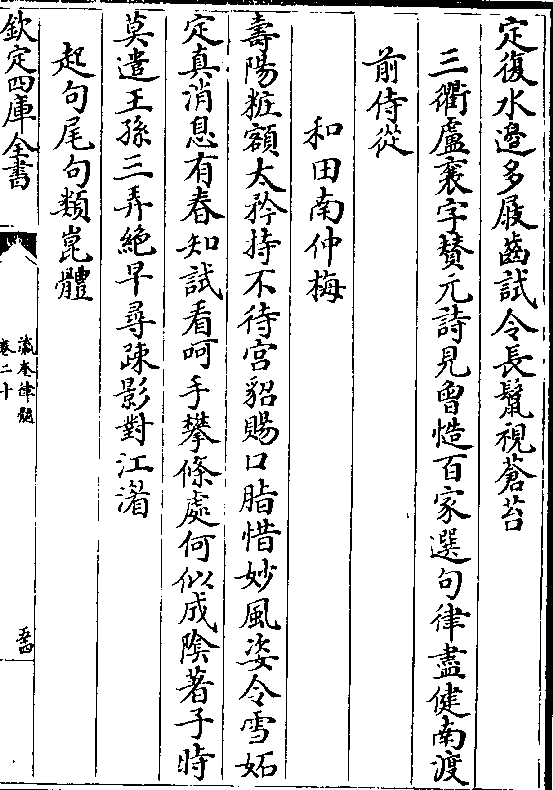 定復水邉多屐齒試令長鬛視蒼苔
三衢盧襄字賛元詩見曽慥百家選句律盡健南渡
前侍從
和田南仲梅
壽陽粧額太矜持不待宫貂賜口脂惜妙風姿令雪妬
定真消息有春知試看呵手攀條處何似成隂著子時
莫遣王孫三弄絶早尋疎影對江湄
起句尾句類崑體
欽定四庫全書
瀛奎律髓
卷二十